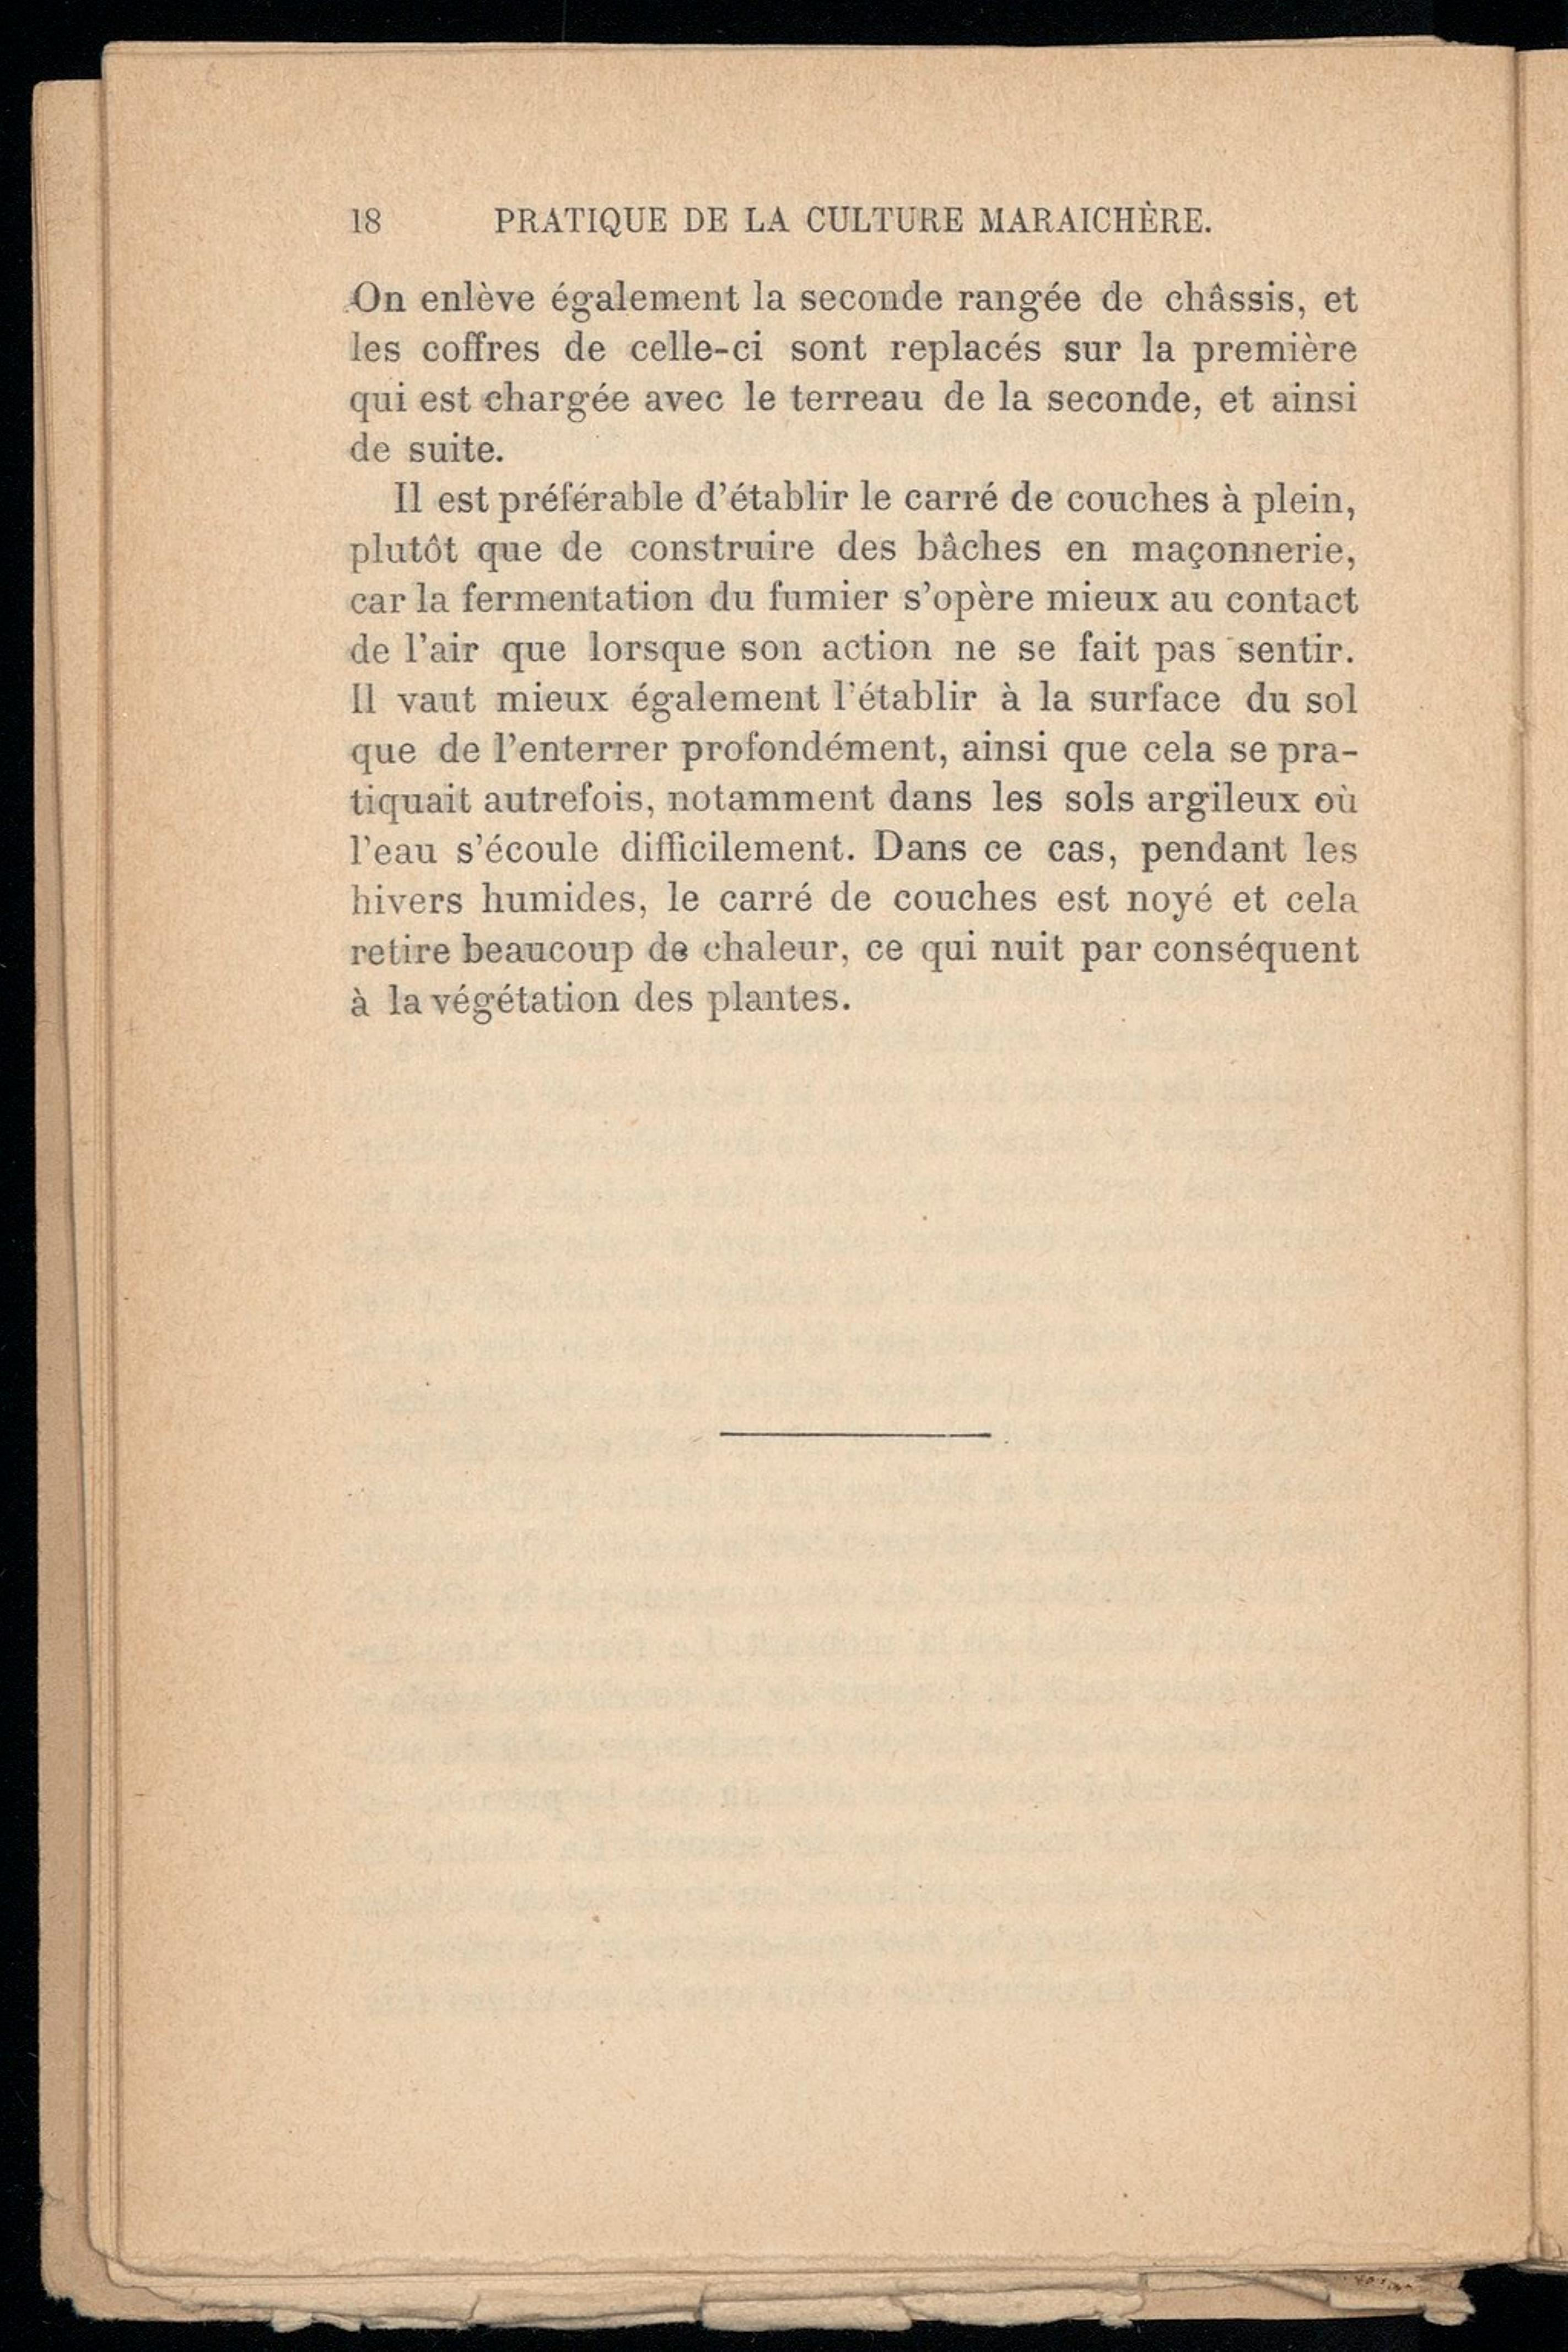 18 PRATIQUE DE LA CULTURE MARAICHÈRE.
On enlève également la seconde rangée de châssis, et
les coffres de celle-ci sont replacés sur la première
qui est chargée avec le terreau de la seconde, et ainsi
de suite.
Il est préférable d'établir le carré de couches à plein,
plutôt que de construire des bâches en maçonnerie,
car la fermentation du fumier s'opère mieux au contact
de l'air que lorsque son action ne se fait pas sentir.
Il vaut mieux également l'établir à la surface du sol
que de l'enterrer profondément, ainsi que cela se pra-
tiquait autrefois, notamment dans les sols argileux où
l'eau s'écoule difficilement. Dans ce cas, pendant les
hivers humides, le carré de couches est noyé et cela
retire beaucoup de chaleur, ce qui nuit par conséquent
à la végétation des plantes.